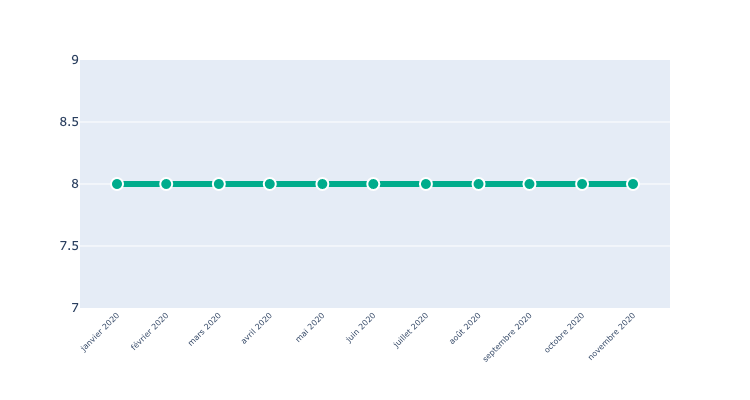 9
8.5
8
7.5
7
janvier 2020
février 2020
mars 2020
avril 2020
mai 2020
juin 2020
juillet 2020
août 2020
septembre 2020
octobre 2020
novembre 2020